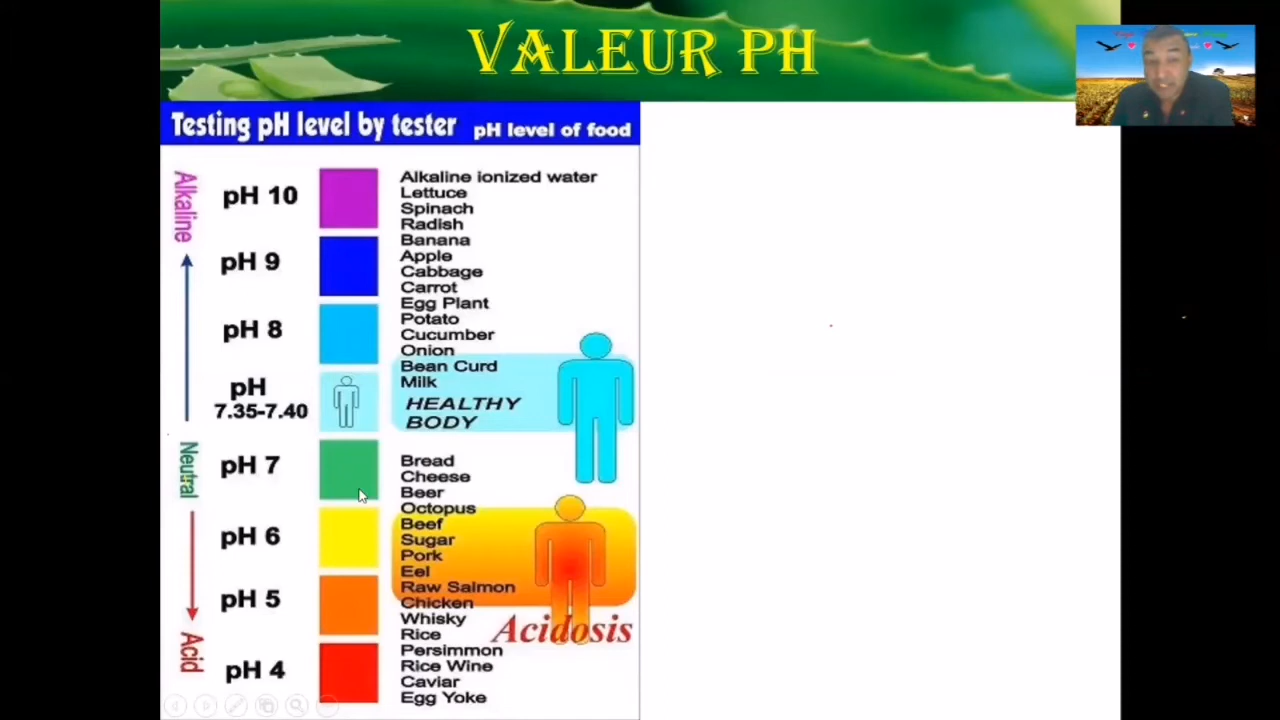 VALEUR PH
Testing pH level by tester pH level of food
Alkaline
Neutral
Acid
pH 10
pH 9
pH 8
pH
7.35-7.40
pH 7
pH 6
pH 5
pH 4
Alkaline ionized water
Lettuce
Spinach
Radish
Banana
Apple
Cabbage
Carrot
Egg Plant
Potato
Cucumber
Onion
Bean Curd
Milk
HEALTHY
BODY
Bread
Cheese
Beer
Octopus
Beef
Sugar
Pork
Eel
Raw Salmon
Chicken
Whisky
Rice
Acidosis
Persimmon
Rice Wine
Caviar
Egg Yoke